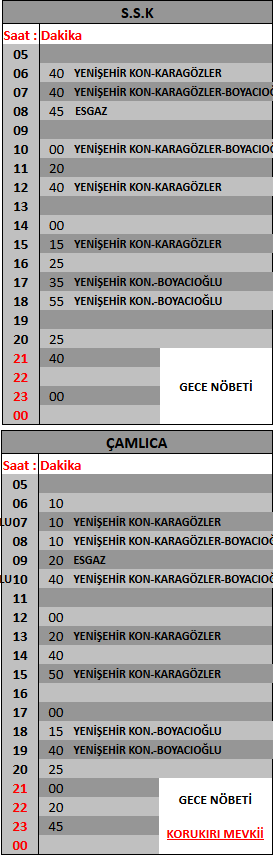 S.S.K
Saat : Dakika
05
06 40 YENİŞEHİR KON-KARAGÖZLER
07 40 YENİŞEHİR KON-KARAGÖZLER-BOYACIOĞ
08 45 ESGAZ
09
10 00 YENİŞEHİR KON-KARAGÖZLER-BOYACIOĞ
11 20
12 40 YENİŞEHİR KON-KARAGÖZLER
13
14 00
15 15 YENİŞEHİR KON-KARAGÖZLER
16 25
17 35 YENİŞEHİR KON.-BOYACIOĞLU
18 55 YENİŞEHİR KON.-BOYACIOĞLU
19
20 25
21 40
22
GECE NÖBETİ
23 00
00
ÇAMLICA
Saat : Dakika
05
06 10
LU07 10 YENİŞEHİR KON-KARAGÖZLER
08 10 YENİŞEHİR KON-KARAGÖZLER-BOYACIOĞ
09 20 ESGAZ
LU10 40 YENİŞEHİR KON-KARAGÖZLER-BOYACIOĞ
11
12 00
13 20 YENİŞEHİR KON-KARAGÖZLER
14 40
15 50 YENİŞEHİR KON-KARAGÖZLER
16
17 00
18 15 YENİŞEHİR KON.-BOYACIOĞLU
19 40 YENİŞEHİR KON.-BOYACIOĞLU
20 25
21 00
GECE NÖBETİ
22 20
23 45
KORUKIRI MEVKİİ
00